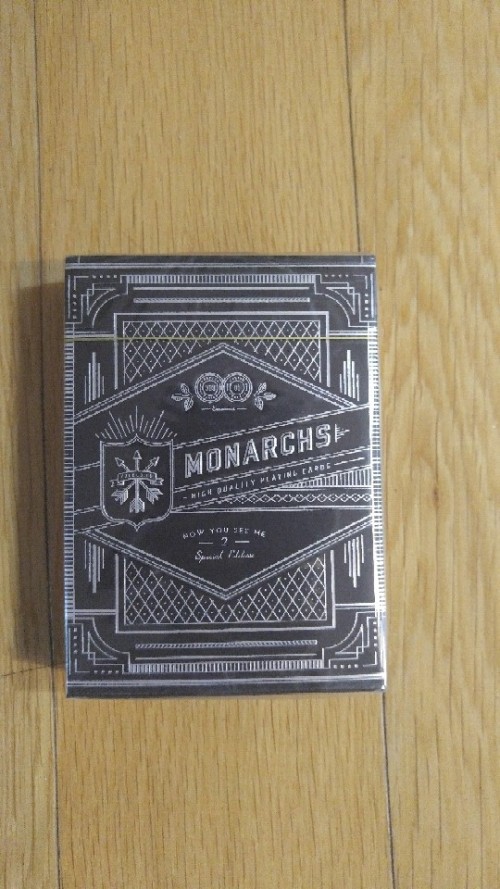 MONARCHS
HIGH QUALITY PLAYING CARDS
NOW YOU SEE ME
2
Special Edition